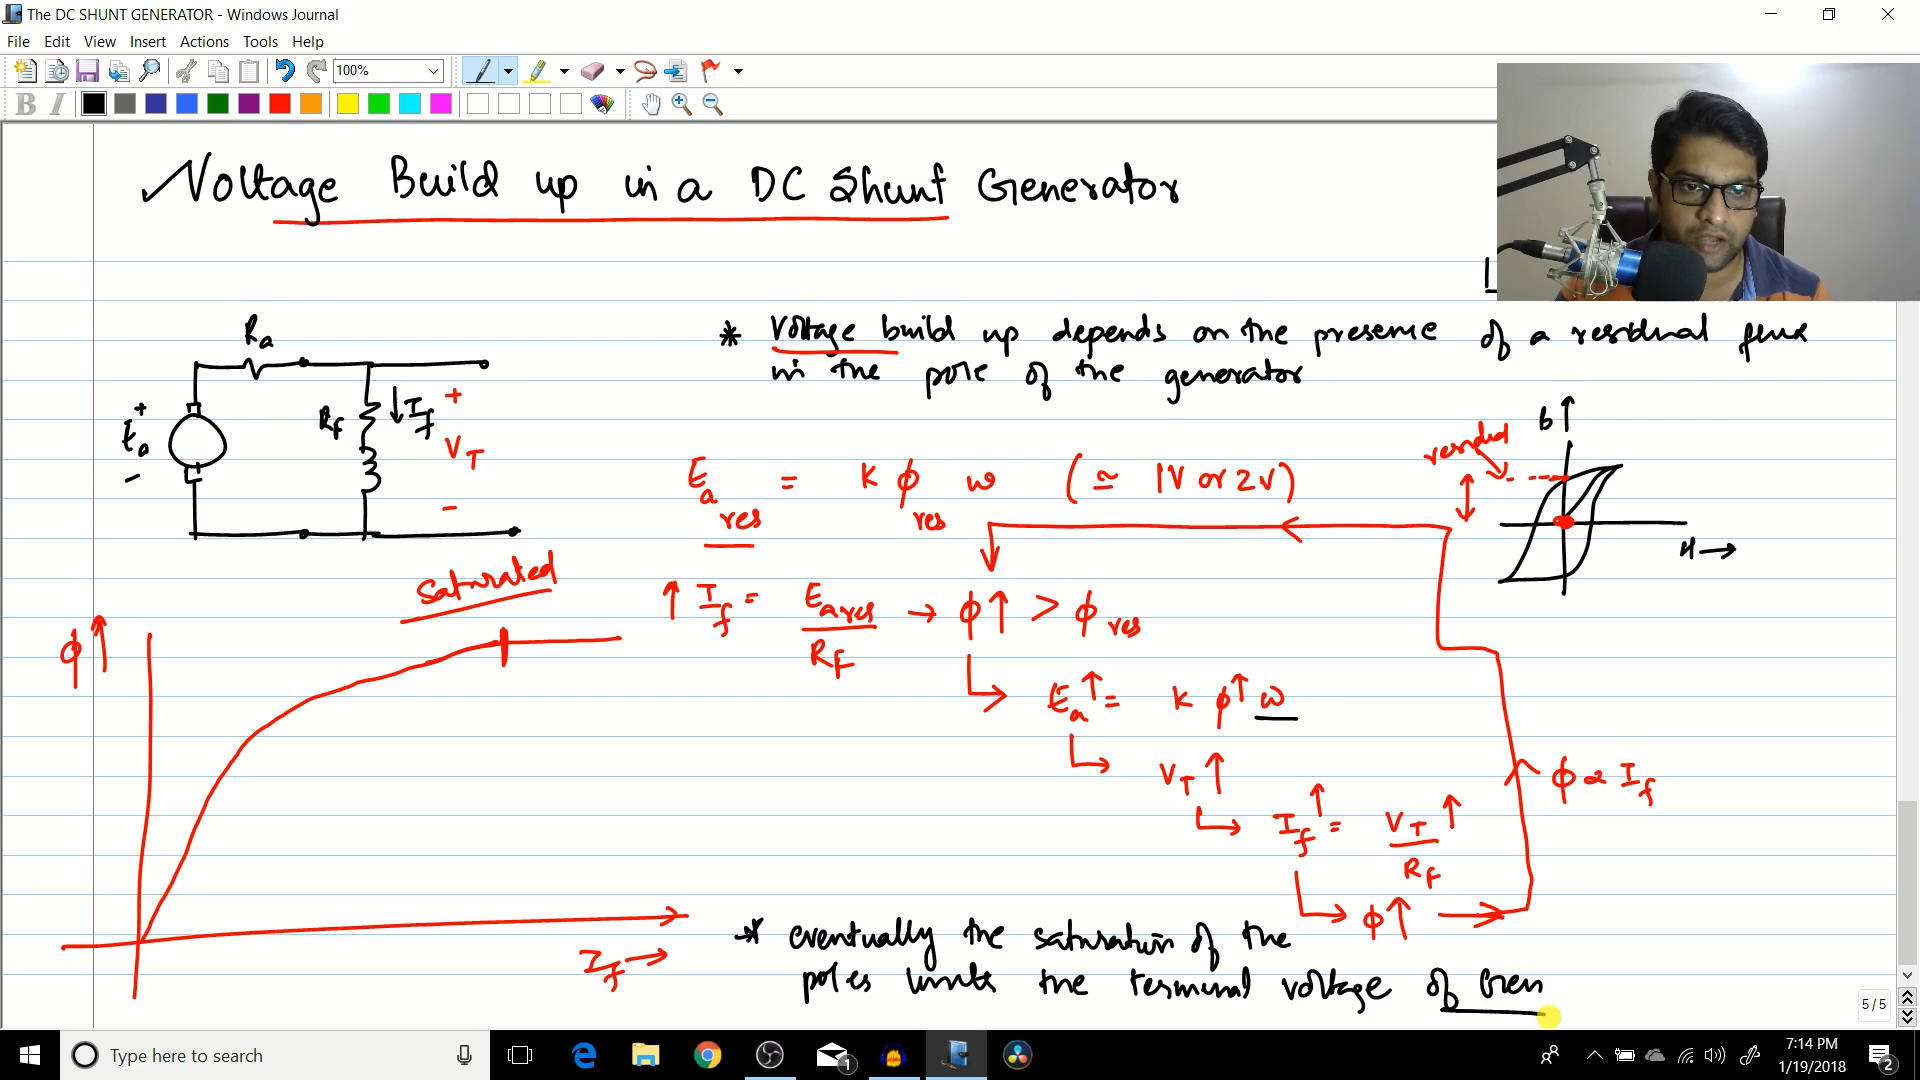 The DC SHUNT GENERATOR - Windows Journal
File Edit View Insert Actions Tools Help
100%
B I
Voltage Build up in a DC Shunt Generator
* Voltage build up depends on the presence of a residual flux
in the pole of the generator
Ra
+
Ea
-
Rf
If
+
VT
-
Ea res = K ϕ res ω (≃ 1V or 2V)
residual
B
H →
saturated
↑ If = Ea res / RF → ϕ↑ > ϕ res
ϕ↑
Ea↑ = K ϕ↑ ω
VT ↑
ϕ ∝ If
If↑ = VT↑ / RF
ϕ↑
If →
* eventually the saturation of the
poles limits the terminal voltage of Gen
5 / 5
Type here to search
1
7:14 PM
1/19/2018
2